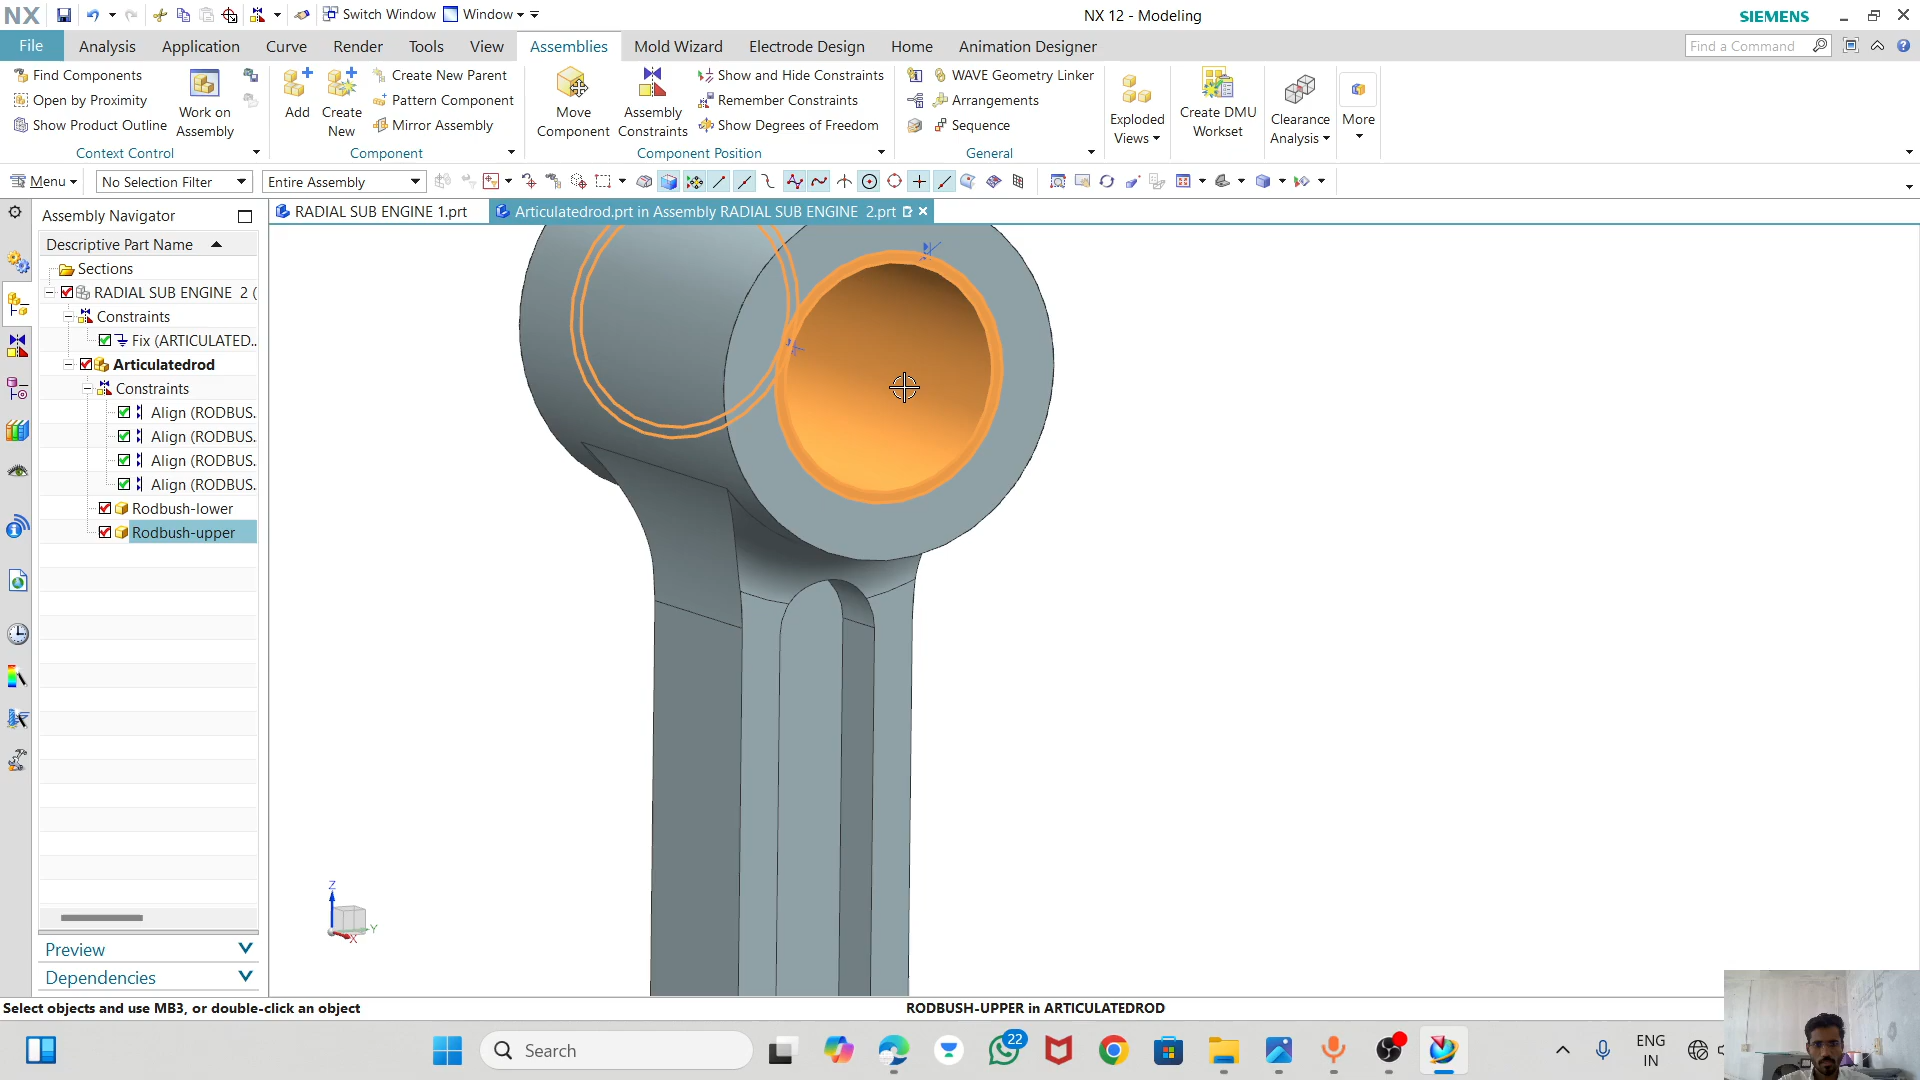 NX
Switch Window
Window
NX 12 - Modeling
SIEMENS
File
Analysis
Application
Curve
Render
Tools
View
Assemblies
Mold Wizard
Electrode Design
Home
Animation Designer
Find a Command
Find Components
Open by Proximity
Show Product Outline
Work on
Assembly
Context Control
Add
Create
New
Create New Parent
Pattern Component
Mirror Assembly
Component
Move
Component
Assembly
Constraints
Show and Hide Constraints
Remember Constraints
Show Degrees of Freedom
Component Position
WAVE Geometry Linker
Arrangements
Sequence
General
Exploded
Views
Create DMU
Workset
Clearance
Analysis
More
Menu
No Selection Filter
Entire Assembly
Assembly Navigator
RADIAL SUB ENGINE 1.prt
Articulatedrod.prt in Assembly RADIAL SUB ENGINE 2.prt
Descriptive Part Name
Sections
RADIAL SUB ENGINE 2 (
Constraints
Fix (ARTICULATED..
Articulatedrod
Constraints
Align (RODBUS.
Align (RODBUS.
Align (RODBUS.
Align (RODBUS.
Rodbush-lower
Rodbush-upper
Z
Y
X
Preview
Dependencies
Select objects and use MB3, or double-click an object
RODBUSH-UPPER in ARTICULATEDROD
Search
22
ENG
IN